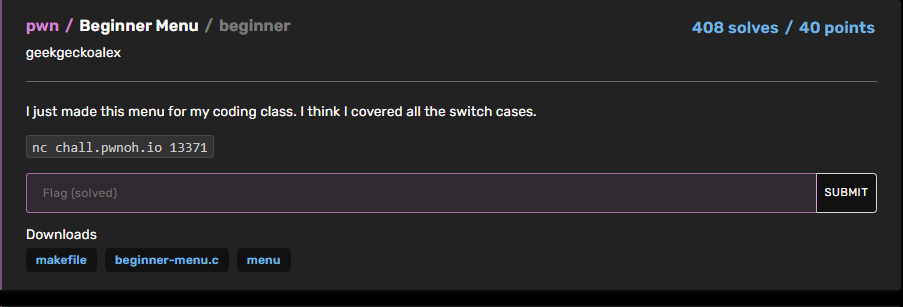 pwn / Beginner Menu / beginner
408 solves / 40 points
geekgeckoalex
I just made this menu for my coding class. I think I covered all the switch cases.
nc chall.pwnoh.io 13371
Flag (solved)
SUBMIT
Downloads
makefile
beginner-menu.c
menu